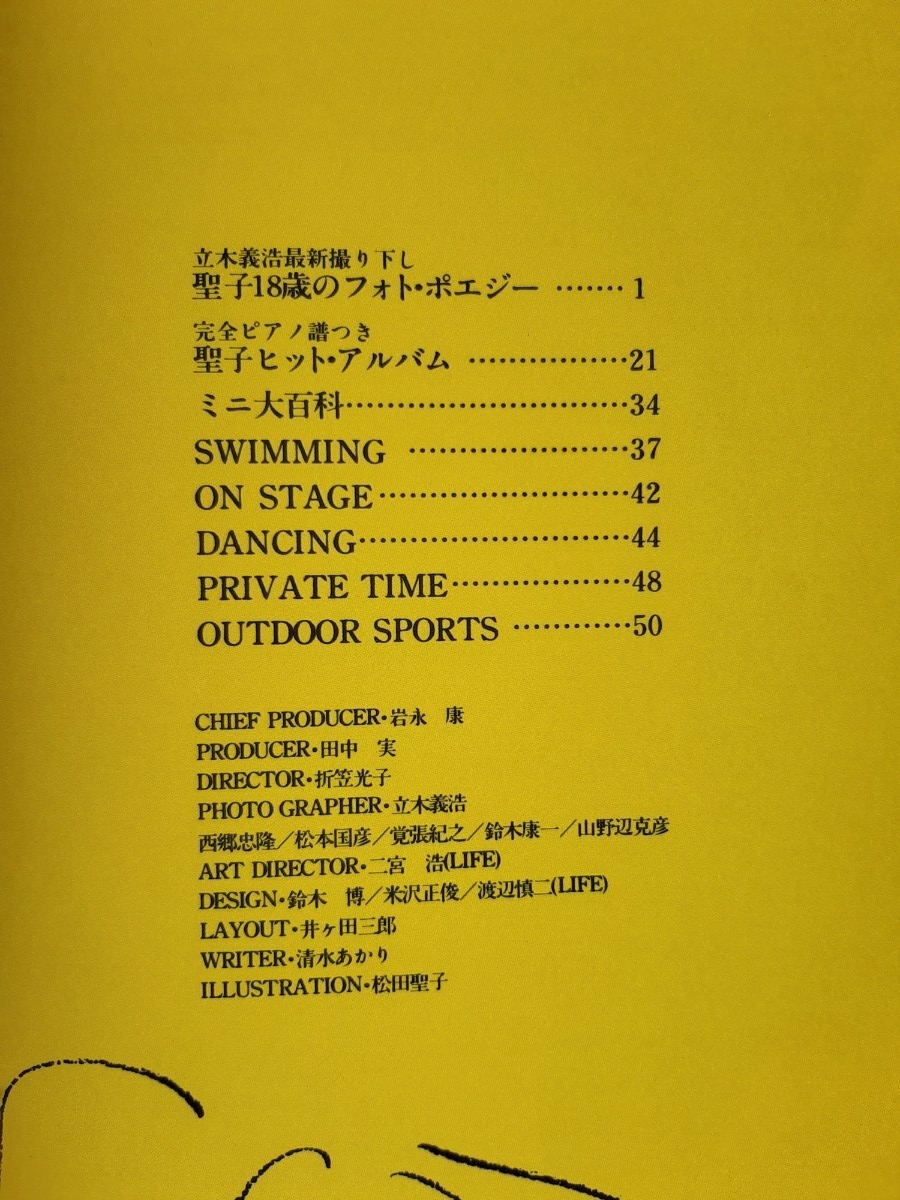 立木義浩最新撮り下し
聖子18歳のフォト・ポエジー ・・・・・・・ 1
完全ピアノ譜つき
聖子ヒット・アルバム ・・・・・・・・・・・・・・・・21
ミニ大百科・・・・・・・・・・・・・・・・・・・・・・・・・・・・34
SWIMMING ・・・・・・・・・・・・・・・・・・・・・・37
ON STAGE・・・・・・・・・・・・・・・・・・・・・・・・・42
DANCING・・・・・・・・・・・・・・・・・・・・・・・・・・・44
PRIVATE TIME・・・・・・・・・・・・・・・・・・48
OUTDOOR SPORTS ・・・・・・・・・・・・50
CHIEF PRODUCER・岩永　康
PRODUCER・田中　実
DIRECTOR・折笠光子
PHOTO GRAPHER・立木義浩
西郷忠隆／松本国彦／覚張紀之／鈴木康一／山野辺克彦
ART DIRECTOR・二宮　浩(LIFE)
DESIGN・鈴木　博／米沢正俊／渡辺慎二(LIFE)
LAYOUT・井ヶ田三郎
WRITER・清水あかり
ILLUSTRATION・松田聖子